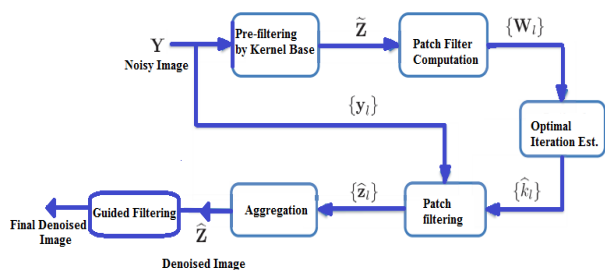 Y
Noisy Image
Pre-filtering
by Kernel Base
Z̃
Patch Filter
Computation
{W_l}
{y_l}
Optimal
Iteration Est.
{k̂_l}
Patch
filtering
{ẑ_l}
Aggregation
Ẑ
Guided Filtering
Final Denoised
Image
Denoised Image